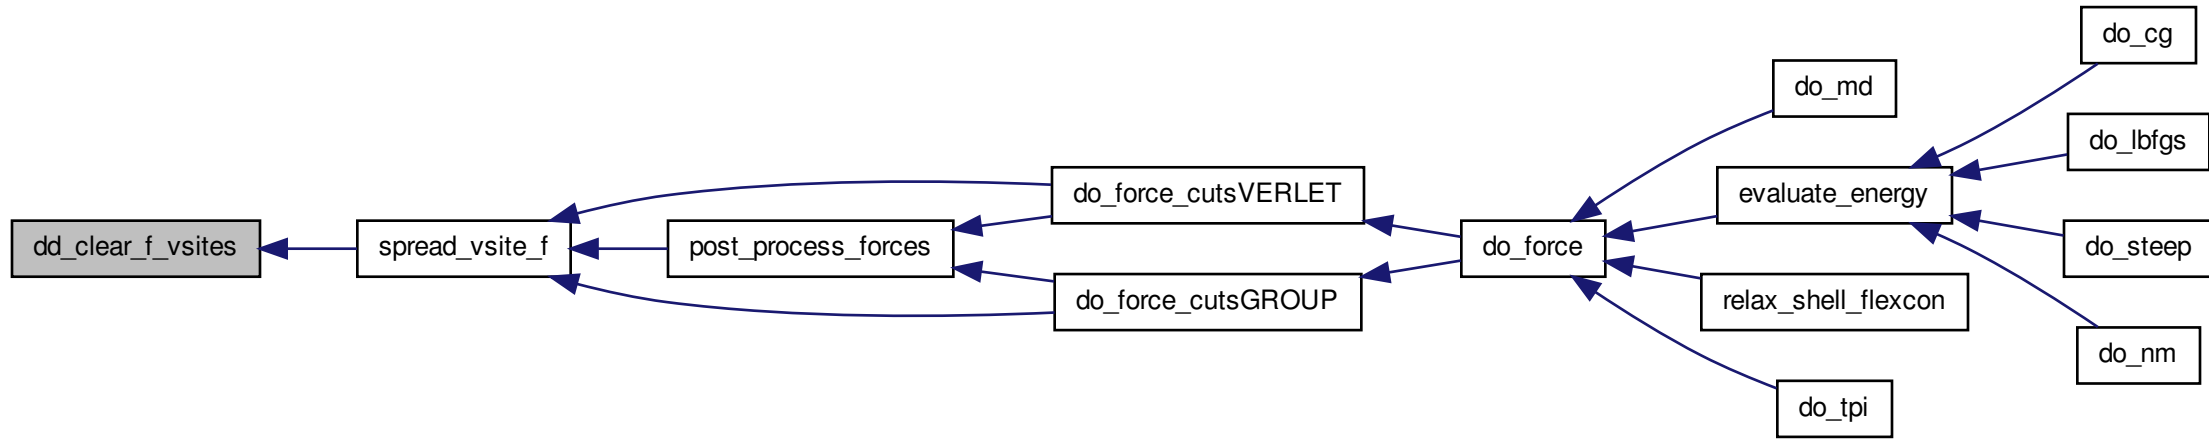 dd_clear_f_vsites
spread_vsite_f
post_process_forces
do_force_cutsVERLET
do_force_cutsGROUP
do_force
do_md
evaluate_energy
relax_shell_flexcon
do_tpi
do_cg
do_lbfgs
do_steep
do_nm